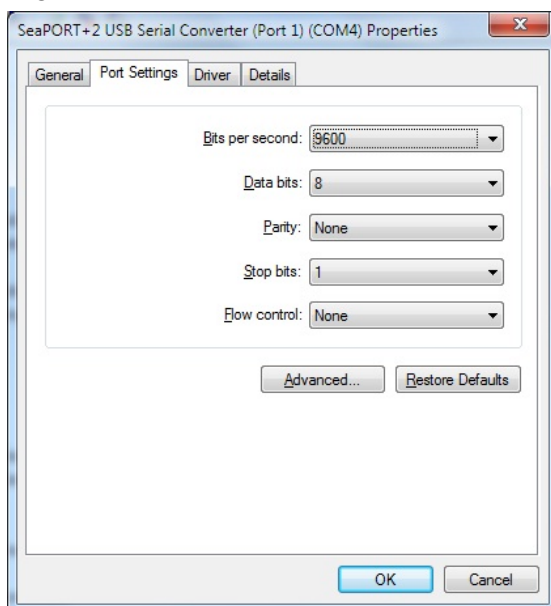 SeaPORT+2 USB Serial Converter (Port 1) (COM4) Properties
General Port Settings Driver Details
Bits per second: 9600
Data bits: 8
Parity: None
Stop bits: 1
Flow control: None
Advanced... Restore Defaults
OK Cancel